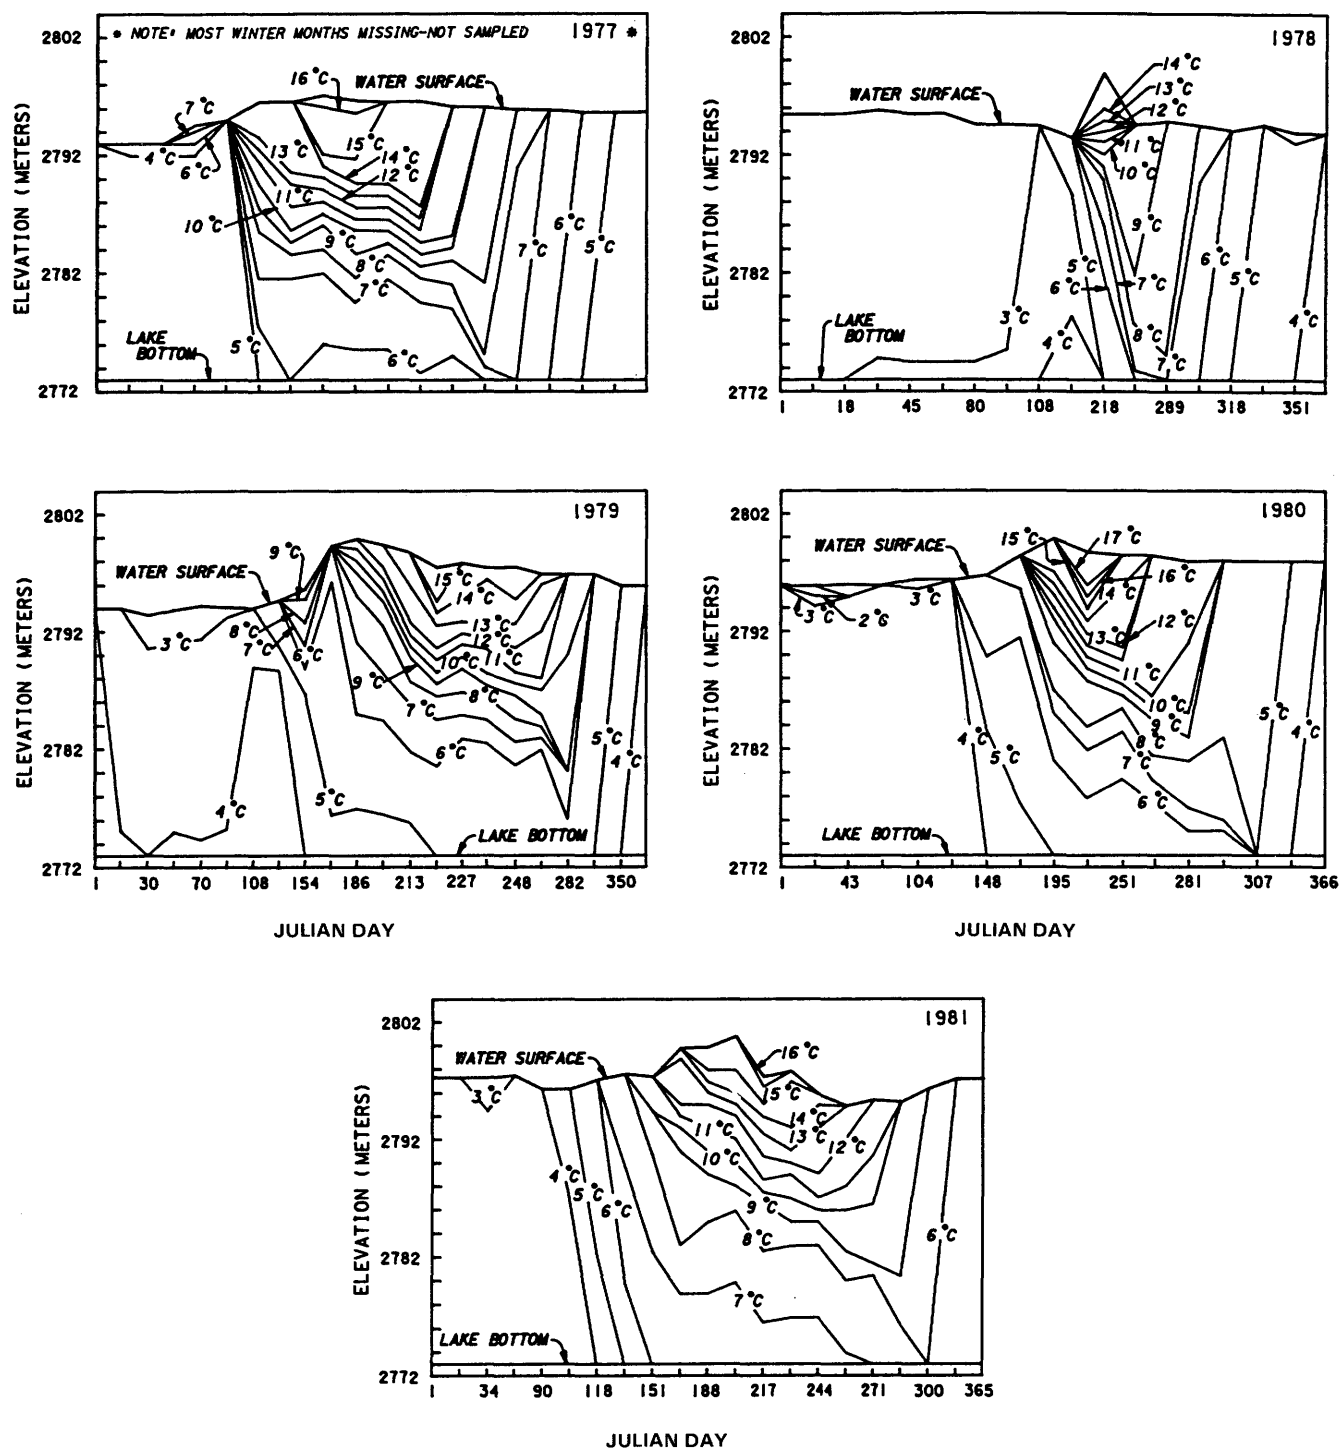 * NOTE: MOST WINTER MONTHS MISSING-NOT SAMPLED 1977 *
ELEVATION (METERS)
2802
2792
2782
2772
16°C
WATER SURFACE
7°C
4°C
6°C
13°C
15°C
14°C
12°C
11°C
10°C
9°C
8°C
7°C
7°C
6°C
5°C
LAKE
BOTTOM
5°C
6°C
1978
ELEVATION (METERS)
2802
2792
2782
2772
WATER SURFACE
14°C
13°C
12°C
11°C
10°C
9°C
5°C
6°C
7°C
6°C
5°C
3°C
4°C
8°C
7°C
4°C
LAKE
BOTTOM
1 18 45 80 108 218 289 318 351
1979
ELEVATION (METERS)
2802
2792
2782
2772
9°C
WATER SURFACE
3°C
8°C
7°C
6°C
15°C
14°C
13°C
12°C
10°C
11°C
9°C
8°C
7°C
6°C
5°C
4°C
4°C
5°C
LAKE BOTTOM
1 30 70 108 154 186 213 227 248 282 350
JULIAN DAY
1980
ELEVATION (METERS)
2802
2792
2782
2772
WATER SURFACE
15°C
17°C
16°C
14°C
3°C
2°C
3°C
13°C
12°C
11°C
10°C
9°C
8°C
7°C
6°C
4°C
5°C
5°C
4°C
LAKE BOTTOM
1 43 104 148 195 251 281 307 366
JULIAN DAY
1981
ELEVATION (METERS)
2802
2792
2782
2772
WATER SURFACE
16°C
3°C
15°C
14°C
13°C
12°C
11°C
10°C
4°C
5°C
6°C
9°C
8°C
7°C
6°C
LAKE BOTTOM
1 34 90 118 151 188 217 244 271 300 365
JULIAN DAY